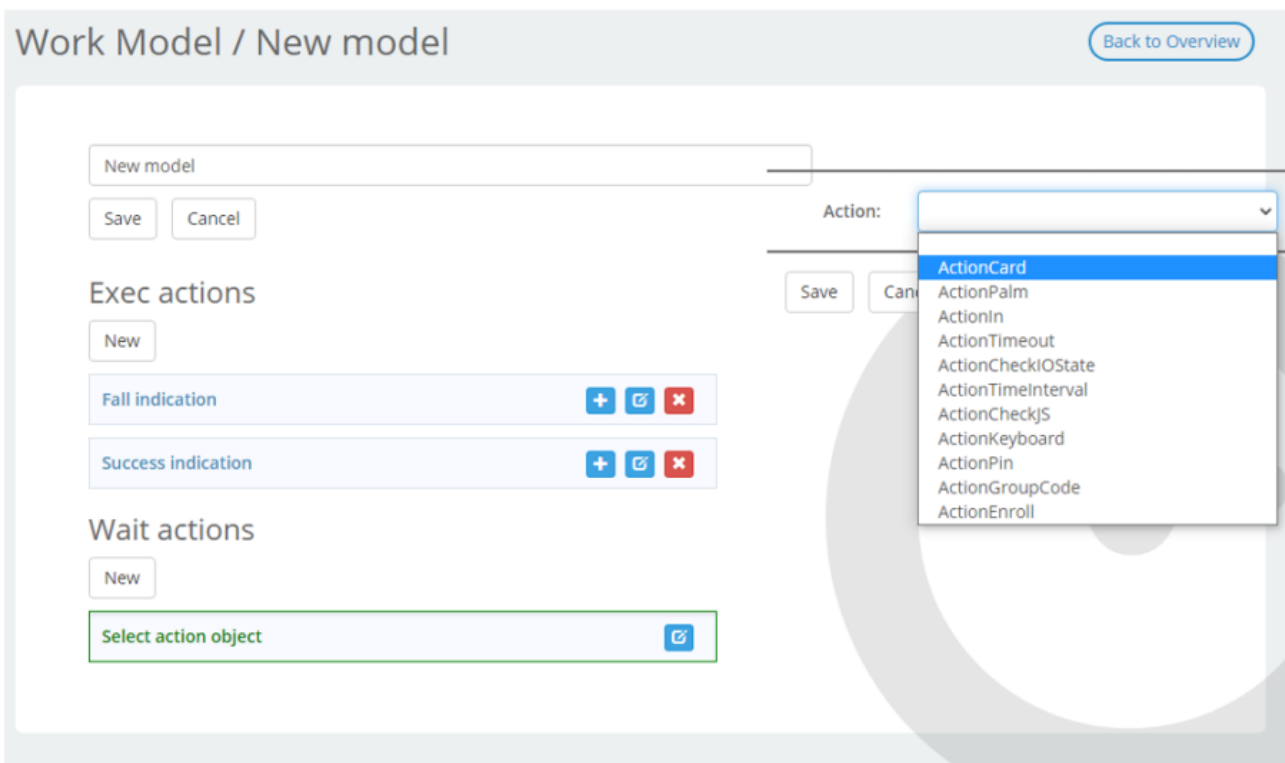 Work Model / New model
Back to Overview
New model
Save
Cancel
Action:
Exec actions
New
Fall indication
Success indication
Wait actions
New
Select action object
Save
ActionCard
ActionPalm
ActionIn
ActionTimeout
ActionCheckIOState
ActionTimeInterval
ActionCheckJS
ActionKeyboard
ActionPin
ActionGroupCode
ActionEnroll